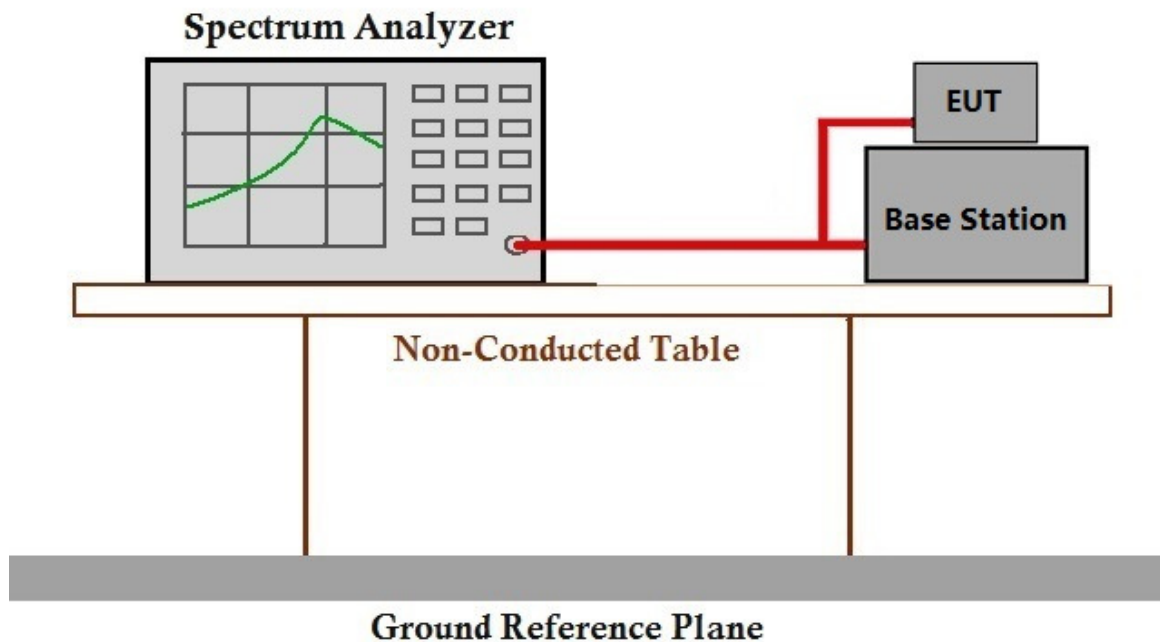 Spectrum Analyzer
EUT
Base Station
Non-Conducted Table
Ground Reference Plane